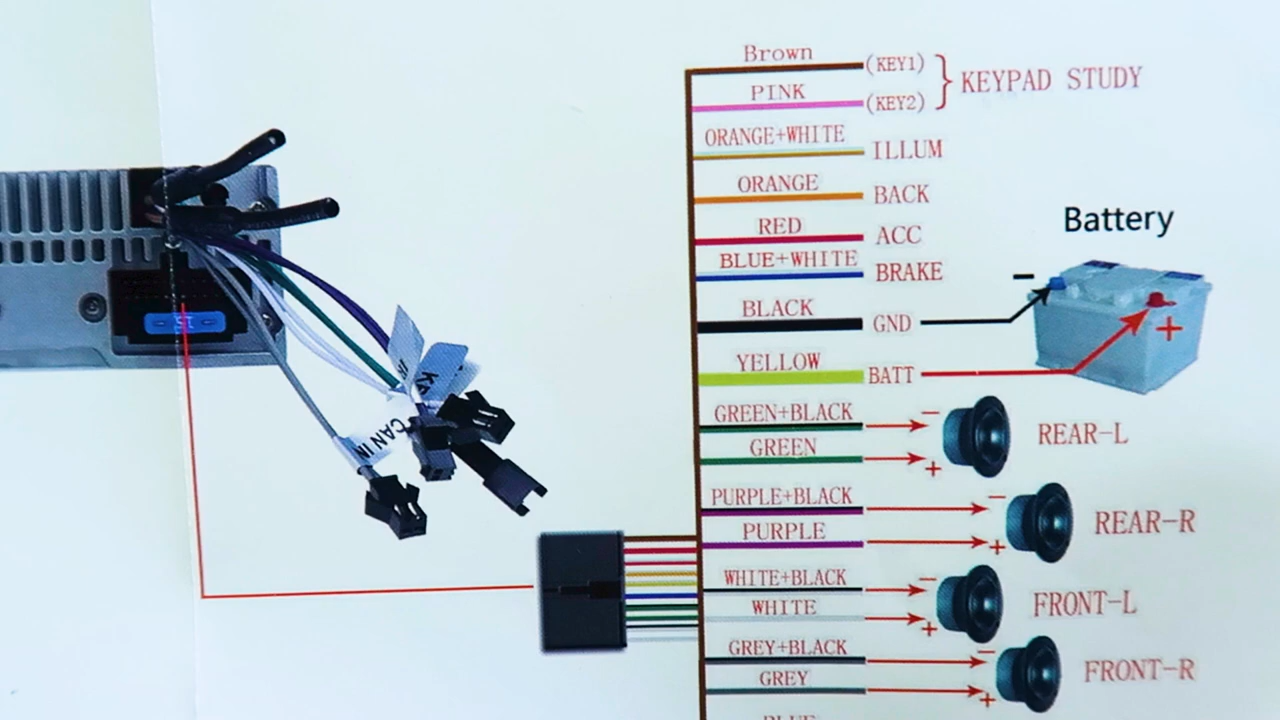 Brown (KEY1)
PINK (KEY2)
KEYPAD STUDY
ORANGE+WHITE ILLUM
ORANGE BACK
RED ACC
BLUE+WHITE BRAKE
Battery
BLACK GND
-
YELLOW BATT
+
GREEN+BLACK -
GREEN +
REAR-L
PURPLE+BLACK -
PURPLE +
REAR-R
WHITE+BLACK -
WHITE +
FRONT-L
GREY+BLACK -
GREY +
FRONT-R
BLUE
CAN IN
15